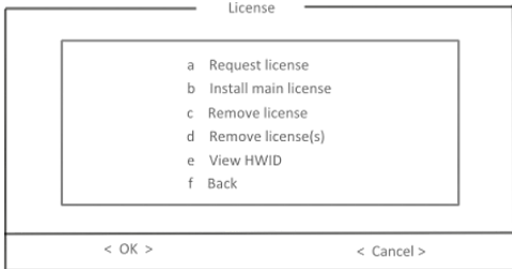 License
a Request license
b Install main license
c Remove license
d Remove license(s)
e View HWID
f Back
< OK > < Cancel >